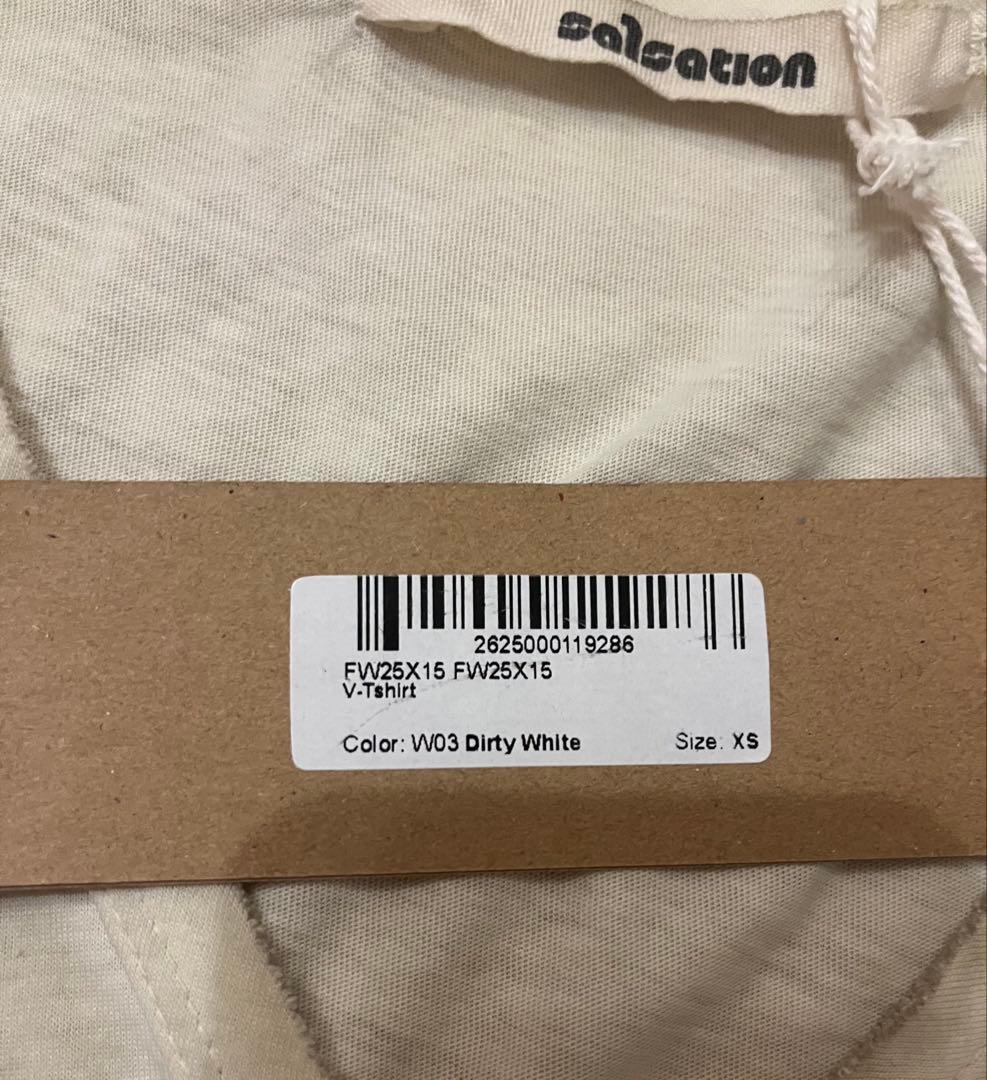 salsation
2625000119286
FW25X15 FW25X15
V-Tshirt
Color: W03 Dirty White
Size: XS